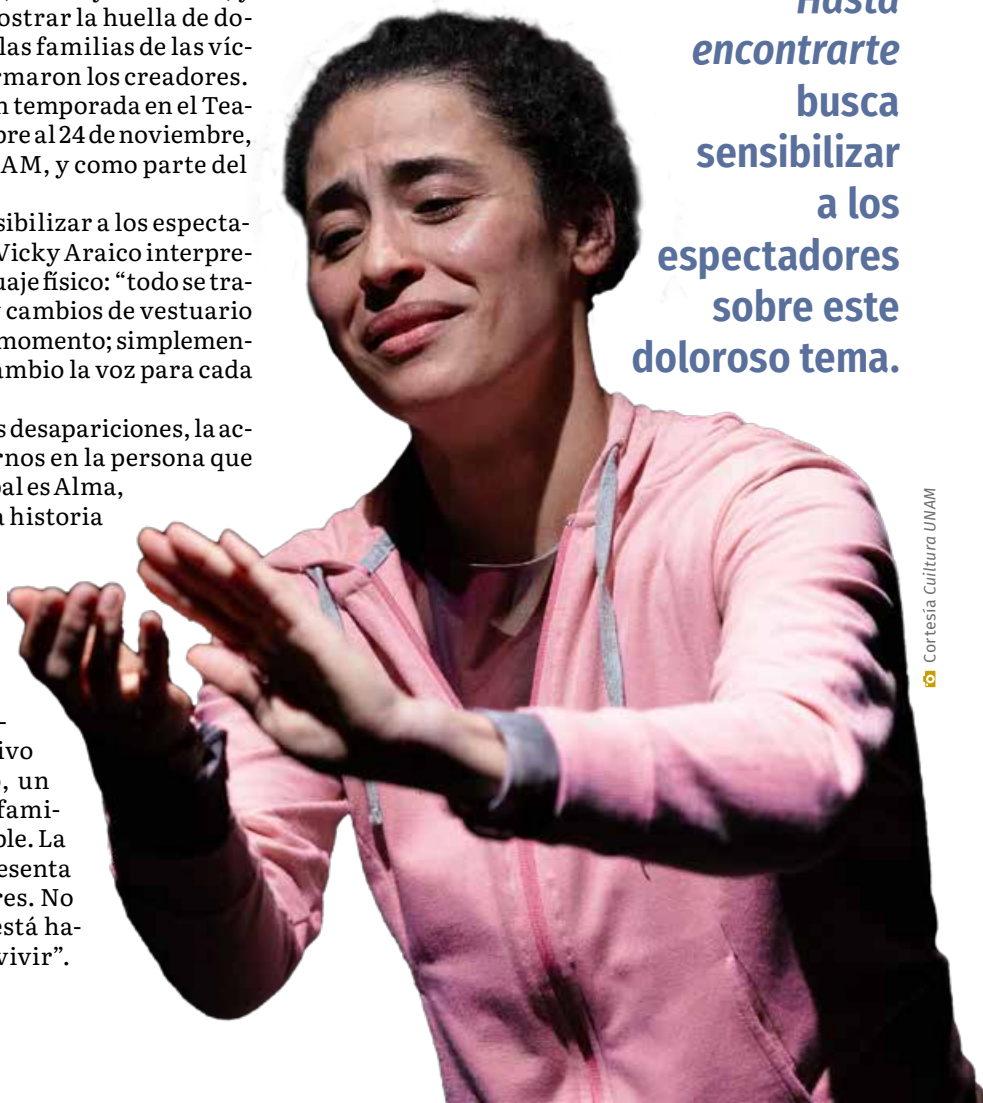 ostrar la huella de do-
las familias de las víc-
rmaron los creadores.
n temporada en el Tea-
bre al 24 de noviembre,
AM, y como parte del
sibilizar a los especta-
Vicky Araico interpre-
uaje físico: “todo se tra-
y cambios de vestuario
momento; simplemen-
ambio la voz para cada
s desapariciones, la ac-
rnos en la persona que
pal es Alma,
a historia
-
ivo
, un
fami-
ble. La
esenta
res. No
está ha-
vivir”.
Hasta
encontrarte
busca
sensibilizar
a los
espectadores
sobre este
doloroso tema.
Cortesía Cuiltura UNAM